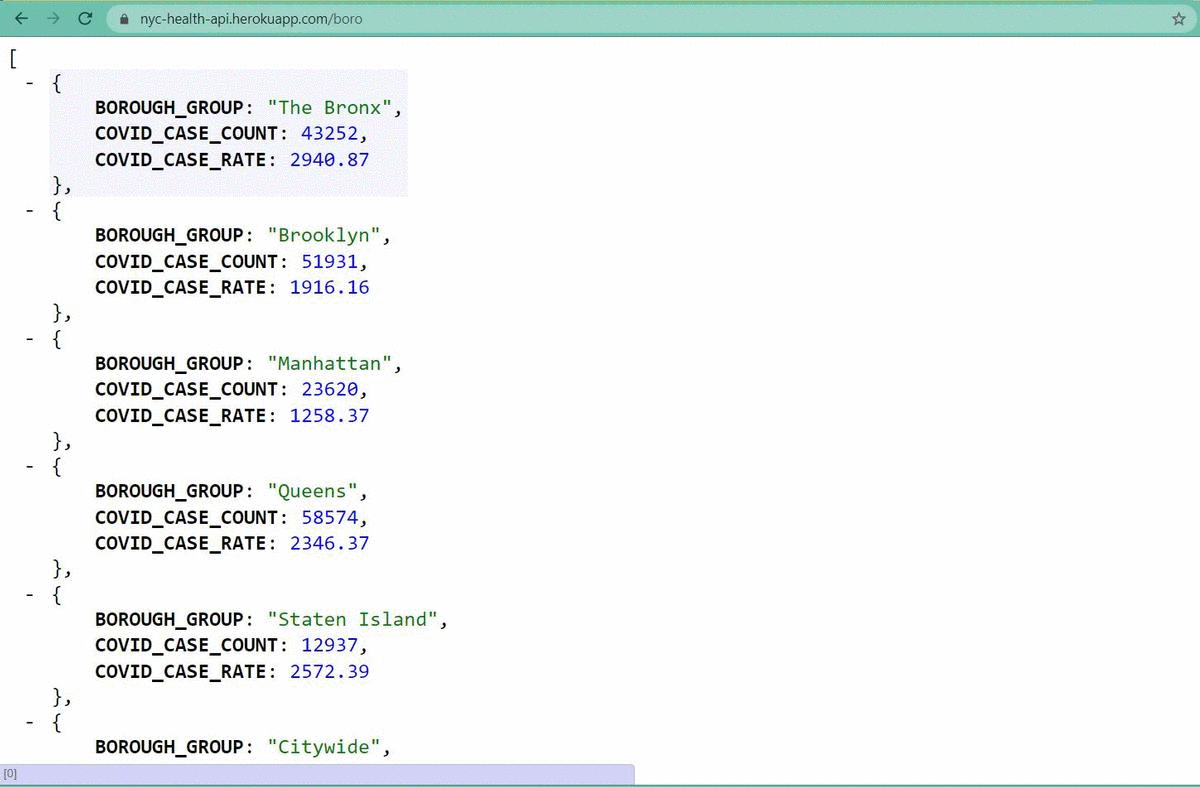 nyc-health-api.herokuapp.com/boro
[
- {
BOROUGH_GROUP: "The Bronx",
COVID_CASE_COUNT: 43252,
COVID_CASE_RATE: 2940.87
},
- {
BOROUGH_GROUP: "Brooklyn",
COVID_CASE_COUNT: 51931,
COVID_CASE_RATE: 1916.16
},
- {
BOROUGH_GROUP: "Manhattan",
COVID_CASE_COUNT: 23620,
COVID_CASE_RATE: 1258.37
},
- {
BOROUGH_GROUP: "Queens",
COVID_CASE_COUNT: 58574,
COVID_CASE_RATE: 2346.37
},
- {
BOROUGH_GROUP: "Staten Island",
COVID_CASE_COUNT: 12937,
COVID_CASE_RATE: 2572.39
},
- {
BOROUGH_GROUP: "Citywide",
[0]